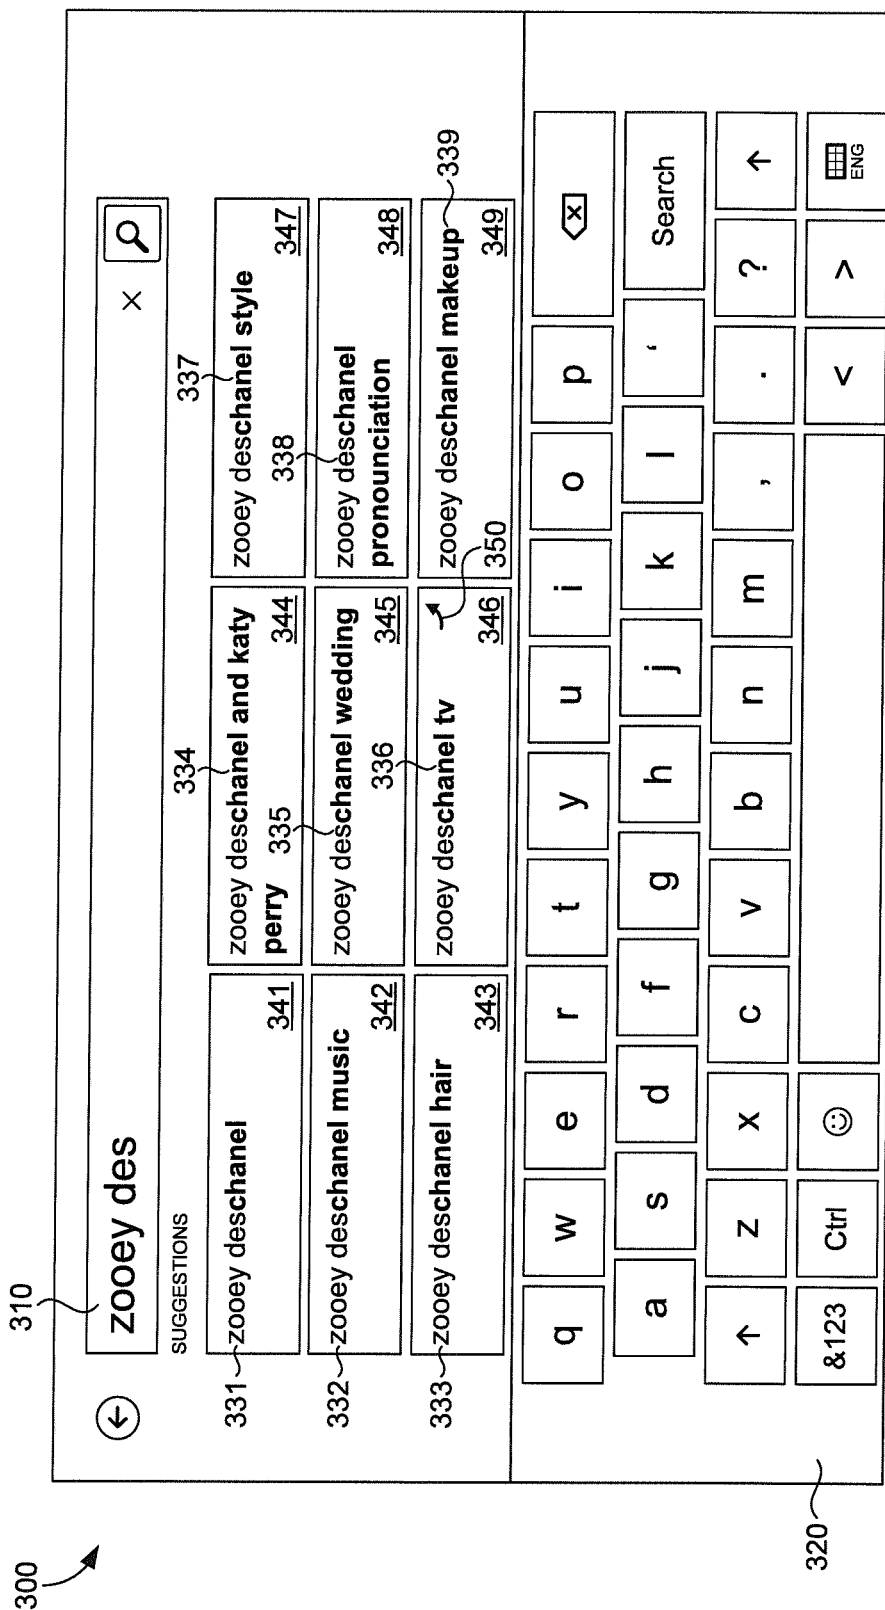 300
310
zooey des ×
SUGGESTIONS
331 zooey deschanel 341
334 zooey deschanel and katy perry 344
337 zooey deschanel style 347
332 zooey deschanel music 342
335 zooey deschanel wedding 345
338 zooey deschanel pronounciation 348
333 zooey deschanel hair 343
336 zooey deschanel tv 346
350
zooey deschanel makeup 349
339
q w e r t y u i o p
a s d f g h j k l ‘ Search
↑ z x c v b n m , . ? ↑
&123 Ctrl < > ENG
320